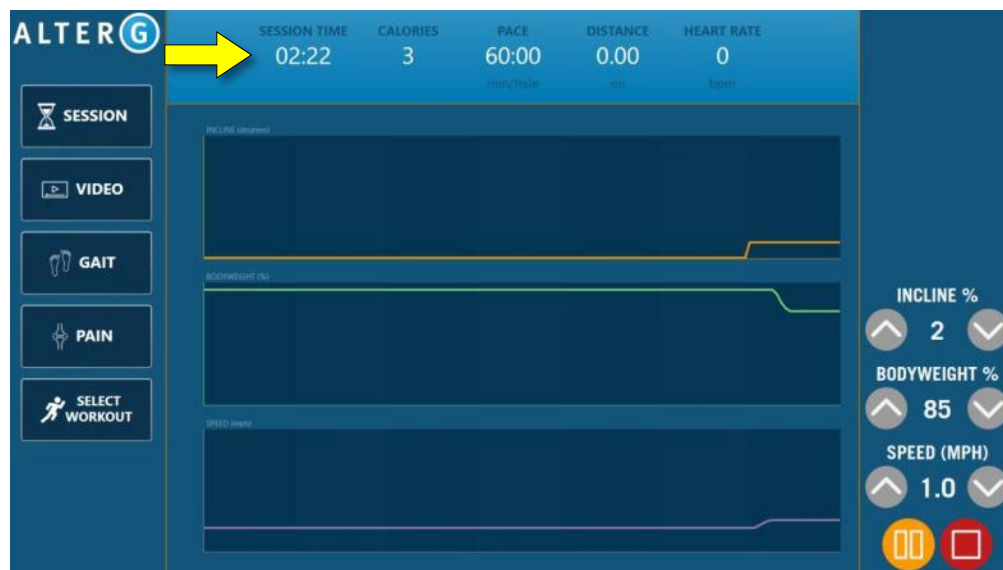 ALTERG
SESSION TIME
02:22
CALORIES
3
PACE
60:00
min/mile
DISTANCE
0.00
mi
HEART RATE
0
bpm
SESSION
VIDEO
GAIT
PAIN
SELECT
WORKOUT
INCLINE (degrees)
BODYWEIGHT (%)
SPEED (mph)
INCLINE %
2
BODYWEIGHT %
85
SPEED (MPH)
1.0